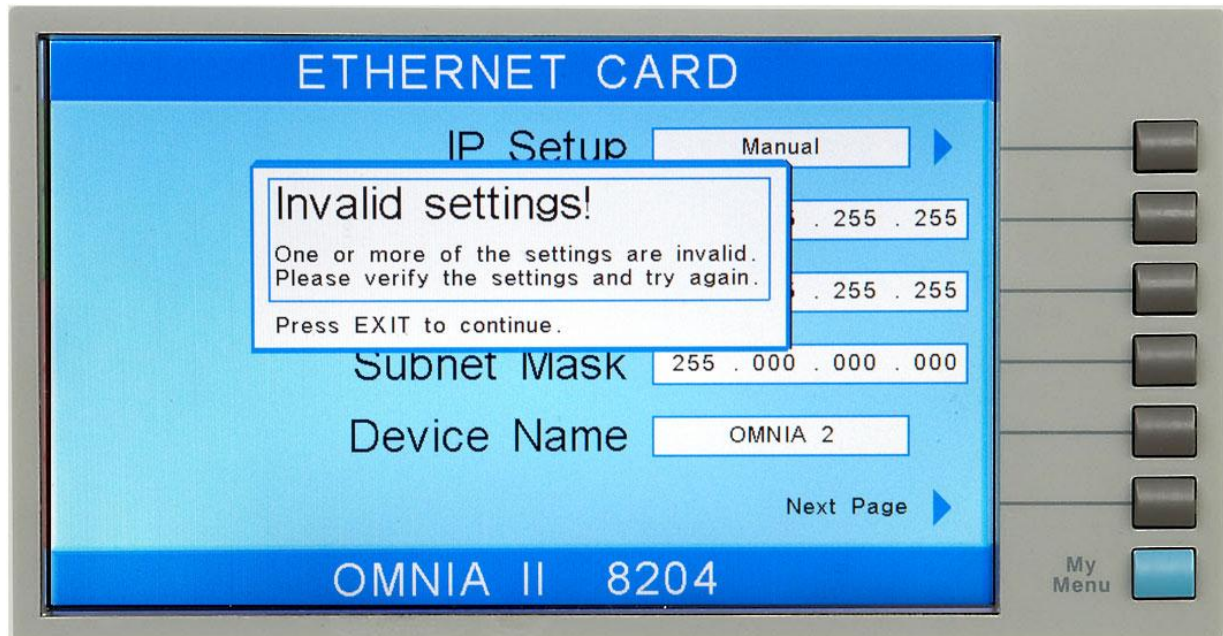 ETHERNET CARD
IP Setup Manual
Invalid settings!
One or more of the settings are invalid.
Please verify the settings and try again.
Press EXIT to continue.
. 255 . 255
. 255 . 255
Subnet Mask 255 . 000 . 000 . 000
Device Name OMNIA 2
Next Page
OMNIA II 8204
My
Menu